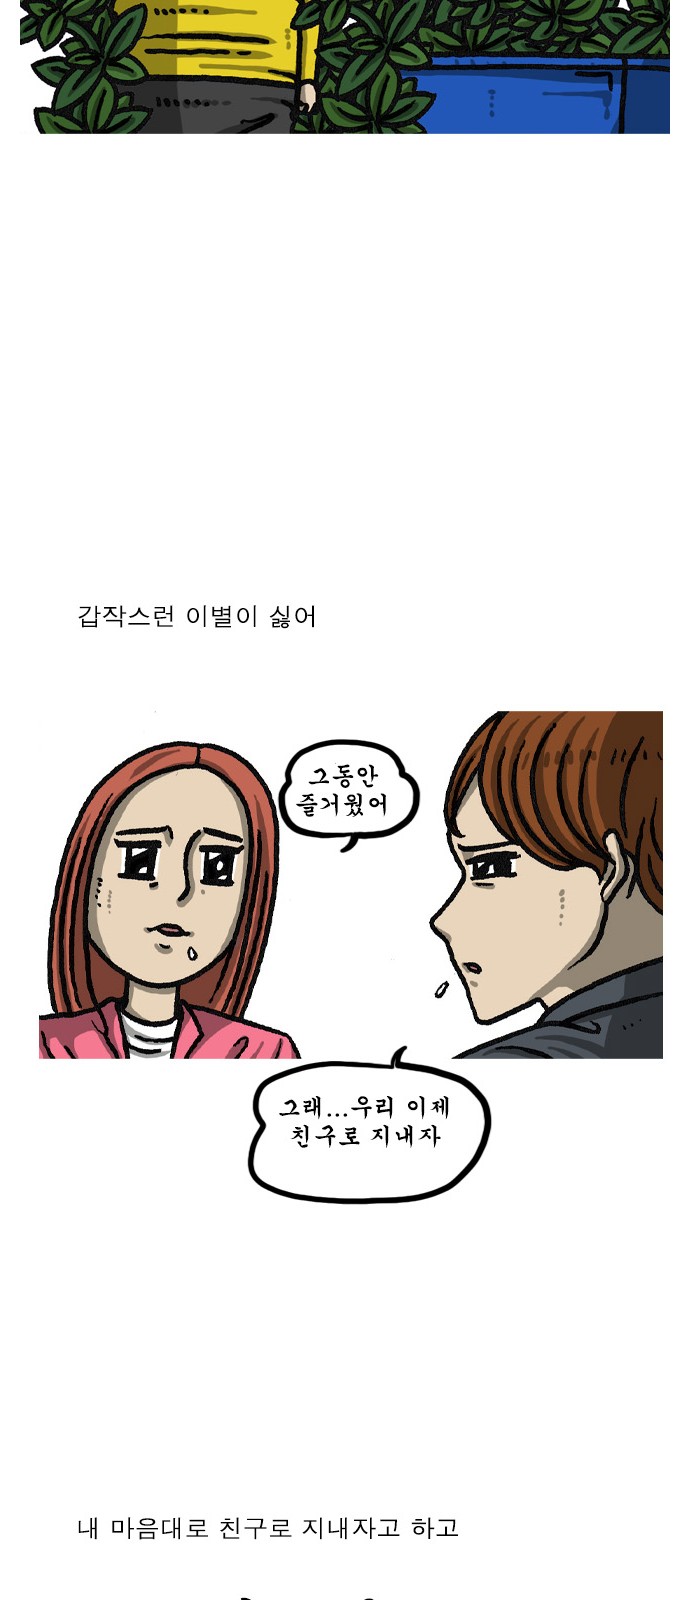 갑작스런 이별이 싫어
그동안
즐거웠어
그래...우리 이제
친구로 지내자
내 마음대로 친구로 지내자고 하고